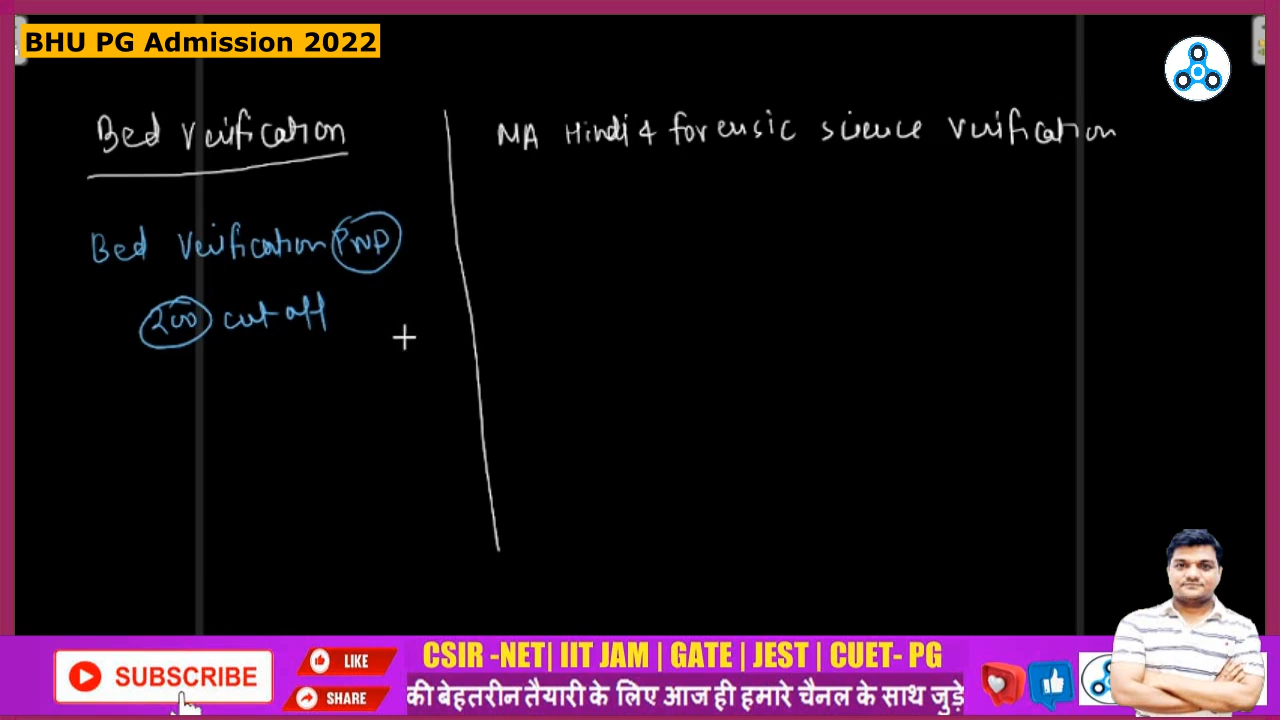 BHU PG Admission 2022
Bed Verification
Bed Verification PWD
200 cut off
MA Hindi & forensic science Verification
SUBSCRIBE
LIKE
SHARE
CSIR -NET| IIT JAM | GATE | JEST | CUET- PG
की बेहतरीन तैयारी के लिए आज ही हमारे चैनल के साथ जुड़े